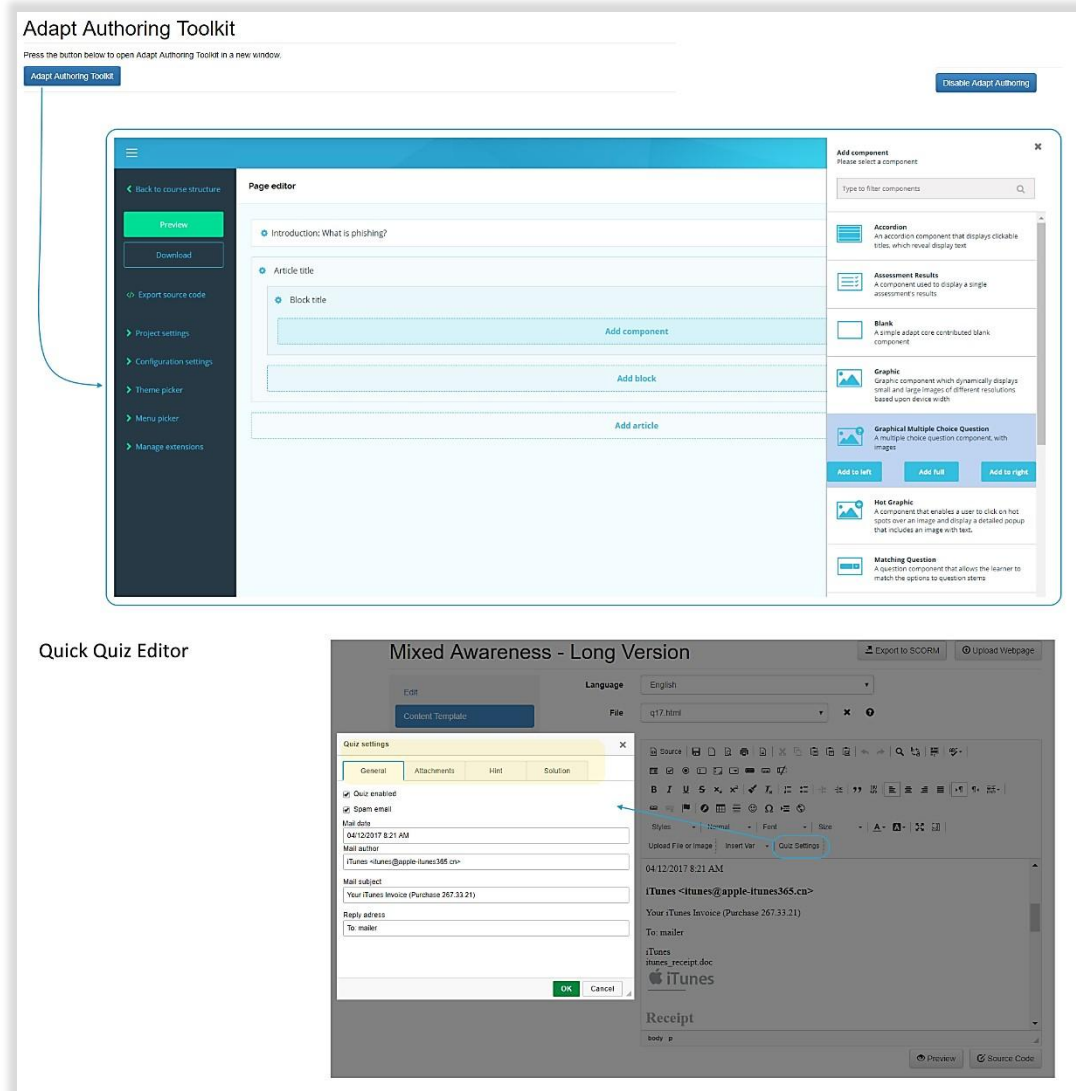 Adapt Authoring Toolkit
Press the button below to open Adapt Authoring Toolkit in a new window.
Adapt Authoring Toolkit
Disable Adapt Authoring
Back to course structure
Preview
Download
</> Export source code
Project settings
Configuration settings
Theme picker
Menu picker
Manage extensions
Page editor
Introduction: What is phishing?
Article title
Block title
Add component
Add block
Add article
Add component
Please select a component
Type to filter components
Accordion
An accordion component that displays clickable
titles, which reveal display text
Assessment Results
A component used to display a single
assessment's results
Blank
A simple adapt core contributed blank
component
Graphic
Graphic component which dynamically displays
small and large images of different resolutions
based upon device width
Graphical Multiple Choice Question
A multiple choice question component, with
images
Add to left
Add full
Add to right
Hot Graphic
A component that enables a user to click on hot
spots over an image and display a detailed popup
that includes an image with text.
Matching Question
A question component that allows the learner to
match the options to question stems
Quick Quiz Editor
Mixed Awareness - Long Version
Export to SCORM
Upload Webpage
Edit
Content Template
Language
English
File
q17.html
Quiz settings
General
Attachments
Hint
Solution
Quiz enabled
Spam email
Mail date
04/12/2017 8:21 AM
Mail author
iTunes <itunes@apple-itunes365.cn>
Mail subject
Your iTunes Invoice (Purchase 267.33.21)
Reply adress
To: mailer
OK
Cancel
Source
Styles
Normal
Font
Size
Upload File or Image
Insert Var
Quiz Settings
04/12/2017 8:21 AM
iTunes <itunes@apple-itunes365.cn>
Your iTunes Invoice (Purchase 267.33.21)
To: mailer
iTunes
itunes_receipt.doc
iTunes
Receipt
body p
Preview
Source Code